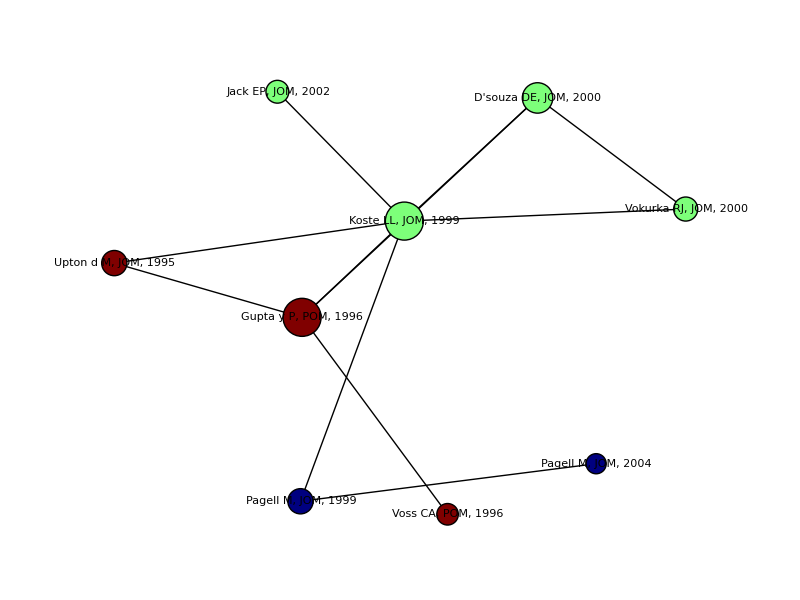 Jack EP, JOM, 2002
D'souza DE, JOM, 2000
Vokurka RJ, JOM, 2000
Koste LL, JOM, 1999
Upton d M, JOM, 1995
Gupta y P, POM, 1996
Pagell M, JOM, 2004
Pagell M, JOM, 1999
Voss CA, POM, 1996